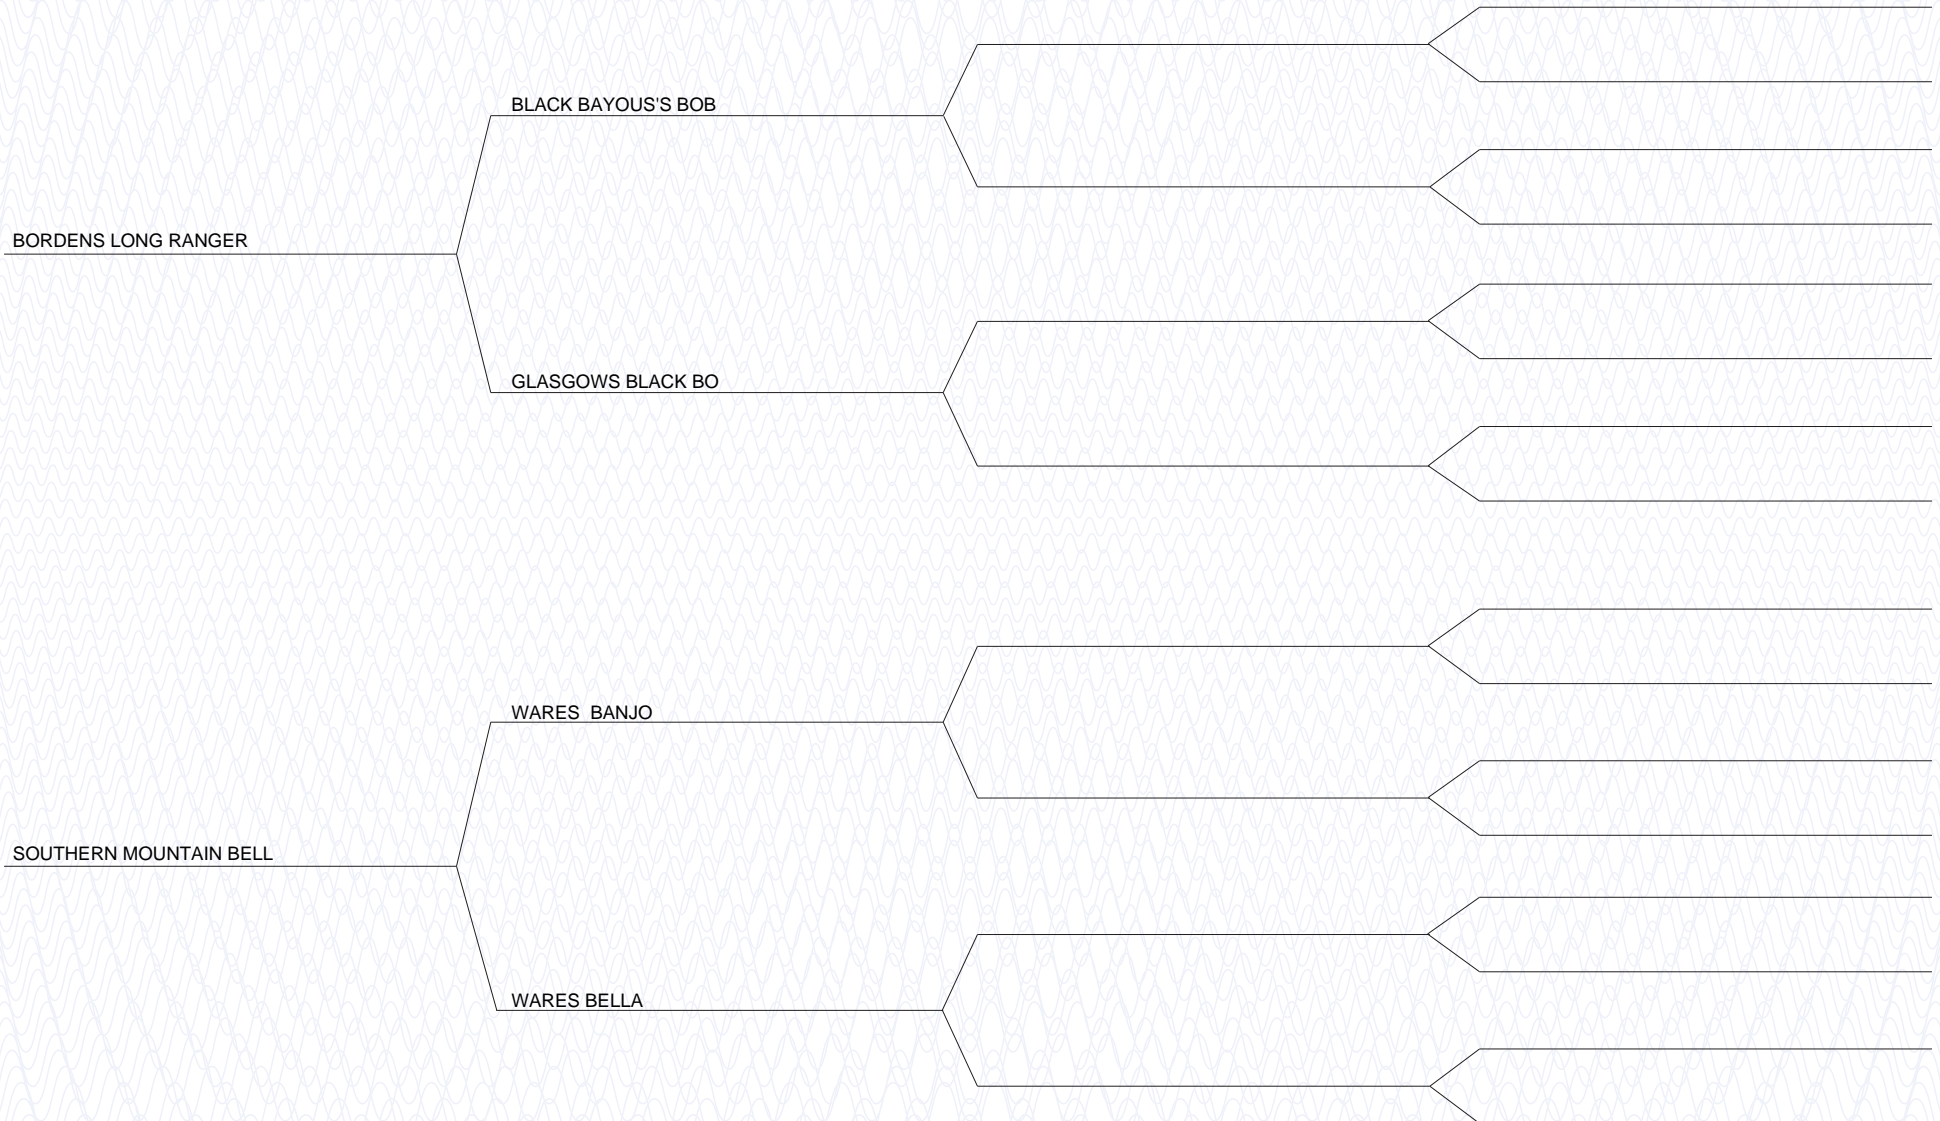 BLACK BAYOUS'S BOB
BORDENS LONG RANGER
GLASGOWS BLACK BO
WARES  BANJO
SOUTHERN MOUNTAIN BELL
WARES BELLA